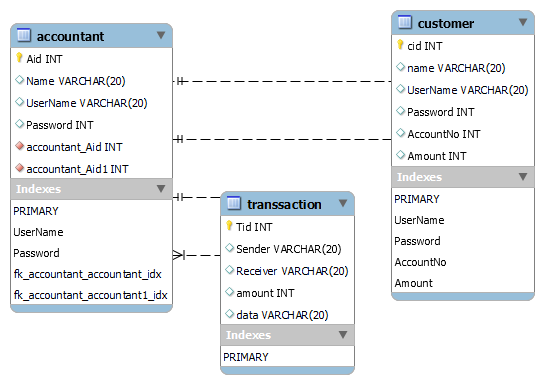 accountant
Aid INT
Name VARCHAR(20)
UserName VARCHAR(20)
Password INT
accountant_Aid INT
accountant_Aid1 INT
Indexes
PRIMARY
UserName
Password
fk_accountant_accountant_idx
fk_accountant_accountant1_idx
customer
cid INT
name VARCHAR(20)
UserName VARCHAR(20)
Password INT
AccountNo INT
Amount INT
Indexes
PRIMARY
UserName
Password
AccountNo
Amount
transsaction
Tid INT
Sender VARCHAR(20)
Receiver VARCHAR(20)
amount INT
data VARCHAR(20)
Indexes
PRIMARY